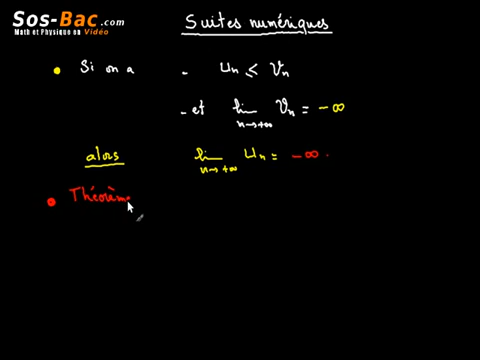 Sos-Bac.com
Math et Physique en Vidéo
Suites numériques
• Si on a - Un ≤ Vn
- et lim Vn = -∞
n→+∞
alors lim Un = -∞.
n→+∞
• Théorèm